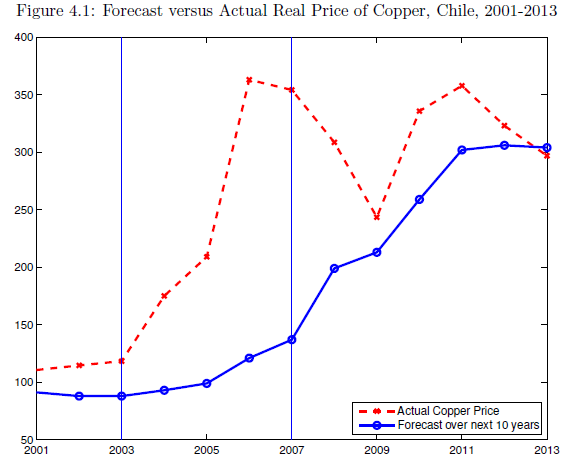 Figure 4.1: Forecast versus Actual Real Price of Copper, Chile, 2001-2013
400
350
300
250
200
150
100
50
Actual Copper Price
Forecast over next 10 years
2001 2003 2005 2007 2009 2011 2013